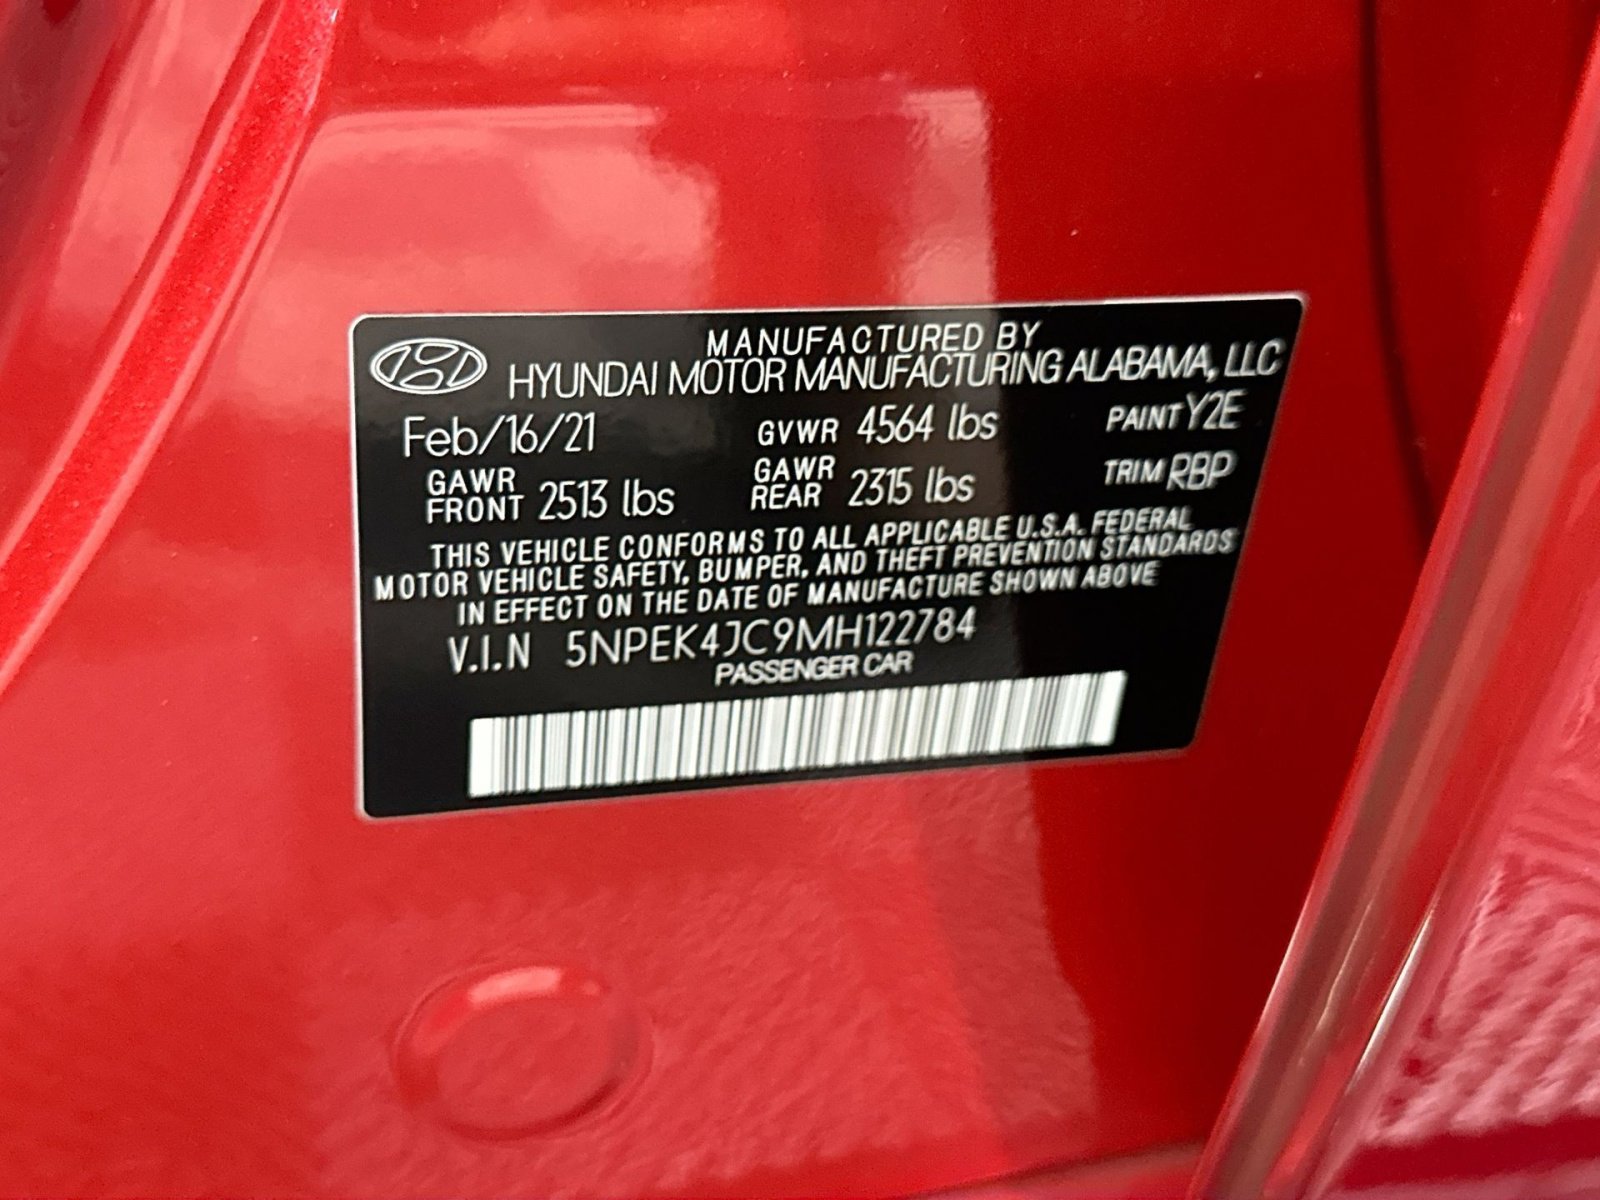 MANUFACTURED BY
HYUNDAI MOTOR MANUFACTURING ALABAMA, LLC
Feb/16/21 GVWR 4564 lbs PAINT Y2E
GAWR FRONT 2513 lbs GAWR REAR 2315 lbs TRIM RBP
THIS VEHICLE CONFORMS TO ALL APPLICABLE U.S.A. FEDERAL
MOTOR VEHICLE SAFETY, BUMPER, AND THEFT PREVENTION STANDARDS
IN EFFECT ON THE DATE OF MANUFACTURE SHOWN ABOVE
V.I.N 5NPEK4JC9MH122784
PASSENGER CAR